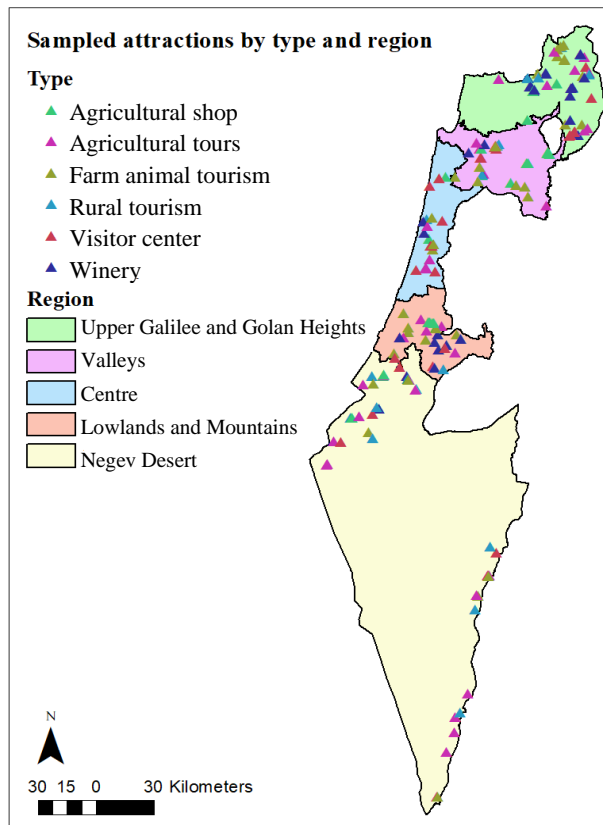 Sampled attractions by type and region
Type
Agricultural shop
Agricultural tours
Farm animal tourism
Rural tourism
Visitor center
Winery
Region
Upper Galilee and Golan Heights
Valleys
Centre
Lowlands and Mountains
Negev Desert
N
30 15 0 30 Kilometers